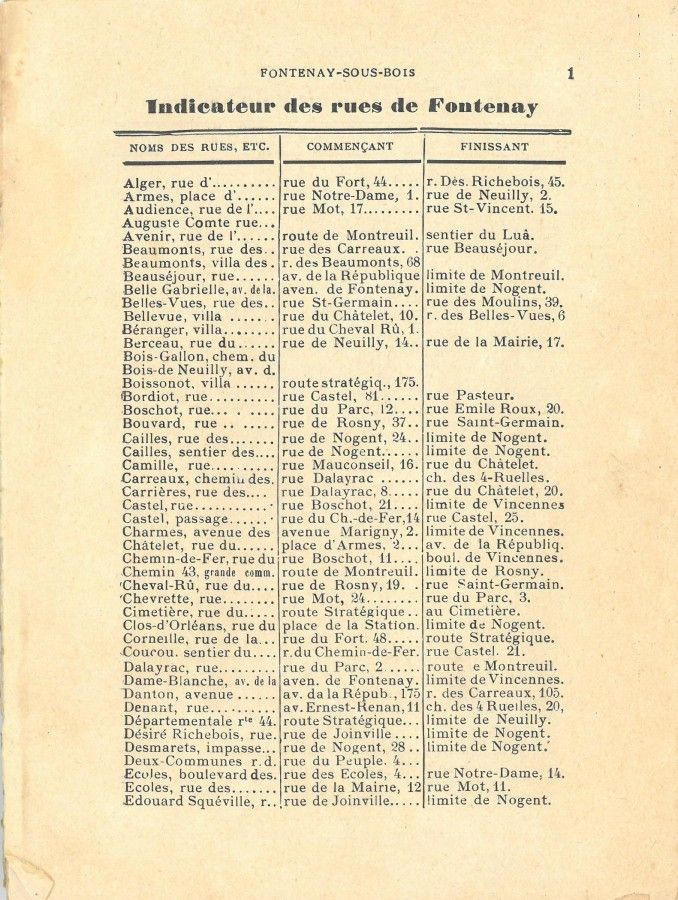 FONTENAY-SOUS-BOIS 1
Indicateur des rues de Fontenay
NOMS DES RUES, ETC. COMMENÇANT FINISSANT
Alger, rue d'.......... rue du Fort, 44..... r. Dés. Richebois, 45.
Armes, place d'...... rue Notre-Dame, 1. rue de Neuilly, 2.
Audience, rue de l'.... rue Mot, 17......... rue St-Vincent. 15.
Auguste Comte rue...
Avenir, rue de l'...... route de Montreuil. sentier du Luâ.
Beaumonts, rue des.. rue des Carreaux. . rue Beauséjour.
Beaumonts, villa des. r. des Beaumonts, 68
Beauséjour, rue...... av. de la République limite de Montreuil.
Belle Gabrielle, av. de la. aven. de Fontenay. limite de Nogent.
Belles-Vues, rue des.. rue St-Germain.... rue des Moulins, 39.
Bellevue, villa ....... rue du Châtelet, 10. r. des Belles-Vues, 6
Béranger, villa........ rue du Cheval Rû, 1.
Berceau, rue du...... rue de Neuilly, 14.. rue de la Mairie, 17.
Bois-Gallon, chem. du
Bois-de Neuilly, av. d.
Boissonot, villa ...... route stratégiq., 175.
Bordiot, rue.......... rue Castel, 81...... rue Pasteur.
Boschot, rue... . .... rue du Parc, 12.... rue Emile Roux, 20.
Bouvard, rue .. ..... rue de Rosny, 37.. rue Saint-Germain.
Cailles, rue des....... rue de Nogent, 24.. limite de Nogent.
Cailles, sentier des.... rue de Nogent...... limite de Nogent.
Camille, rue.......... rue Mauconseil, 16. rue du Châtelet.
Carreaux, chemin des. rue Dalayrac ...... ch. des 4-Ruelles.
Carrières, rue des.... rue Dalayrac, 8..... rue du Châtelet, 20.
Castel, rue........... rue Boschot, 21.... limite de Vincennes
Castel, passage....... rue du Ch.-de-Fer, 14 rue Castel, 25.
Charmes, avenue des avenue Marigny, 2. limite de Vincennes.
Châtelet, rue du...... place d'Armes, 2... av. de la Républiq.
Chemin-de-Fer, rue du rue Boschot, 11.... boul. de Vincennes.
Chemin 43, grande comm. route de Montreuil. limite de Rosny.
Cheval-Rû, rue du.... rue de Rosny, 19. . rue Saint-Germain.
Chevrette, rue........ rue Mot, 24........ rue du Parc, 3.
Cimetière, rue du..... route Stratégique.. au Cimetière.
Clos-d'Orléans, rue du place de la Station. limite de Nogent.
Corneille, rue de la... rue du Fort. 48..... route Stratégique.
Coucou. sentier du.... r. du Chemin-de-Fer. rue Castel. 21.
Dalayrac, rue......... rue du Parc, 2 ..... route e Montreuil.
Dame-Blanche, av. de la aven. de Fontenay. limite de Vincennes.
Danton, avenue ...... av. da la Répub., 175 r. des Carreaux, 105.
Denant, rue.......... av. Ernest-Renan, 11 ch. des 4 Ruelles, 20,
Départementale rte 44. route Stratégique... limite de Neuilly.
Désiré Richebois, rue. rue de Joinville .... limite de Nogent.
Desmarets, impasse... rue de Nogent, 28 .. limite de Nogent.
Deux-Communes r. d. rue du Peuple. 4...
Ecoles, boulevard des. rue des Ecoles, 4... rue Notre-Dame, 14.
Ecoles, rue des....... rue de la Mairie, 12 rue Mot, 11.
Edouard Squéville, r.. rue de Joinville..... limite de Nogent.